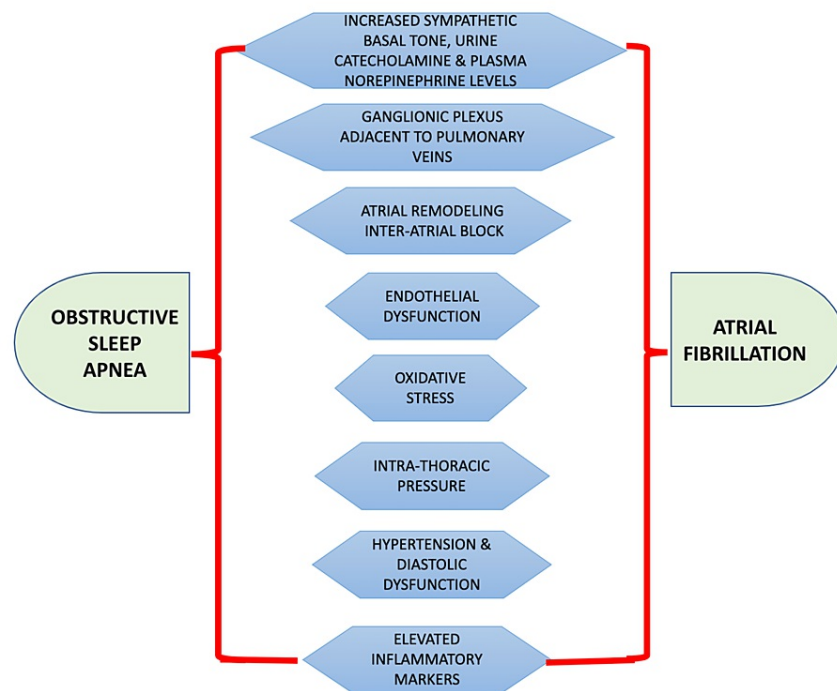 INCREASED SYMPATHETIC
BASAL TONE, URINE
CATECHOLAMINE & PLASMA
NOREPINEPHRINE LEVELS
GANGLIONIC PLEXUS
ADJACENT TO PULMONARY
VEINS
ATRIAL REMODELING
INTER-ATRIAL BLOCK
OBSTRUCTIVE
SLEEP
APNEA
ENDOTHELIAL
DYSFUNCTION
OXIDATIVE
STRESS
ATRIAL
FIBRILLATION
INTRA-THORACIC
PRESSURE
HYPERTENSION &
DIASTOLIC
DYSFUNCTION
ELEVATED
INFLAMMATORY
MARKERS